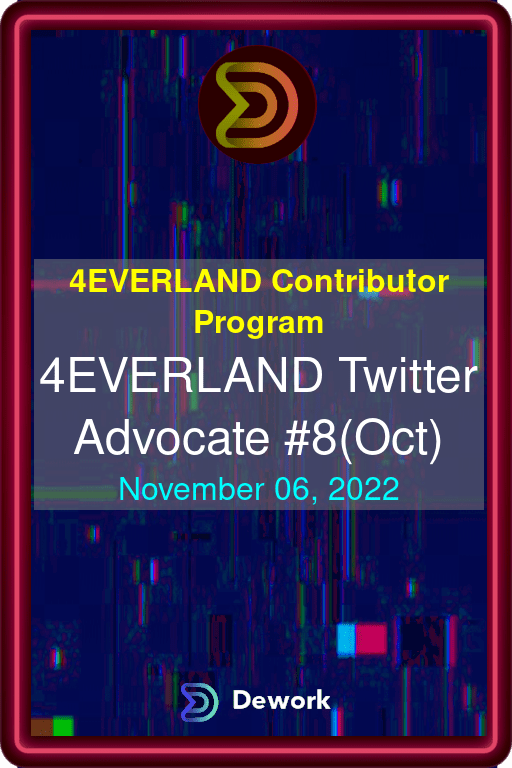 4EVERLAND Contributor
Program
4EVERLAND Twitter
Advocate #8(Oct)
November 06, 2022
Dework